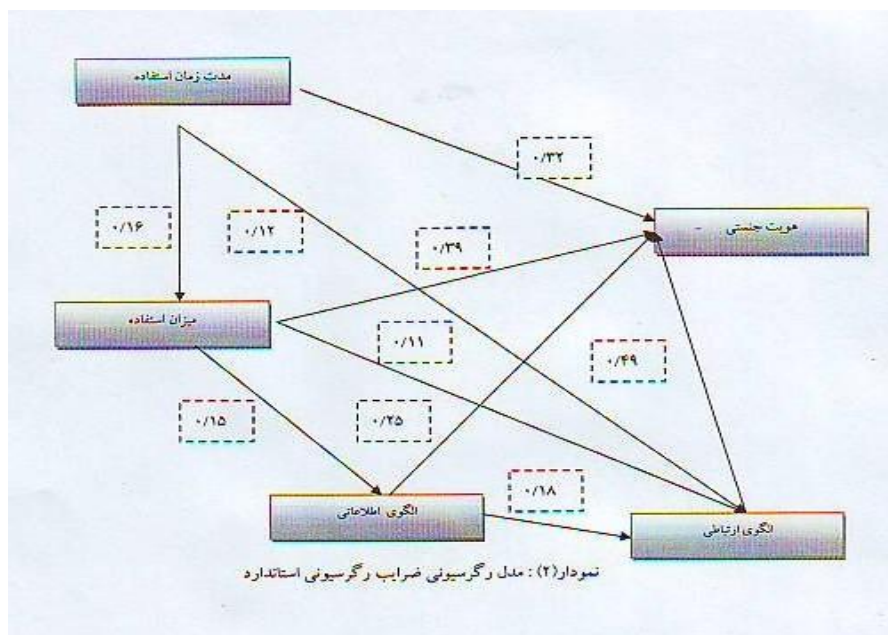 مدت زمان استفاده
۰/۳۲
۰/۱۶
۰/۱۲
هویت جنسی
۰/۳۹
میزان استفاده
۰/۱۱
۰/۴۹
۰/۱۵
۰/۲۵
۰/۱۸
الگوی اطلاعاتی
الگوی ارتباطی
نمودار(۲) : مدل رگرسیونی ضرایب رگرسیونی استاندارد